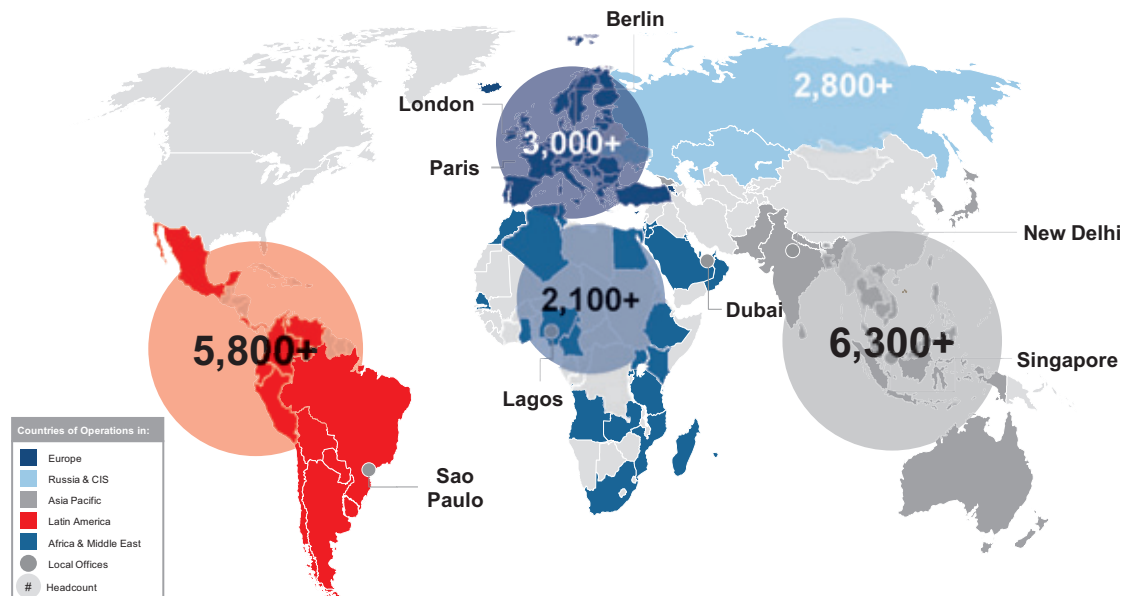 Berlin
2,800+
London
3,000+
Paris
New Delhi
2,100+
Dubai
5,800+
6,300+
Singapore
Lagos
Sao
Paulo
Countries of Operations in:
Europe
Russia & CIS
Asia Pacific
Latin America
Africa & Middle East
Local Offices
# Headcount